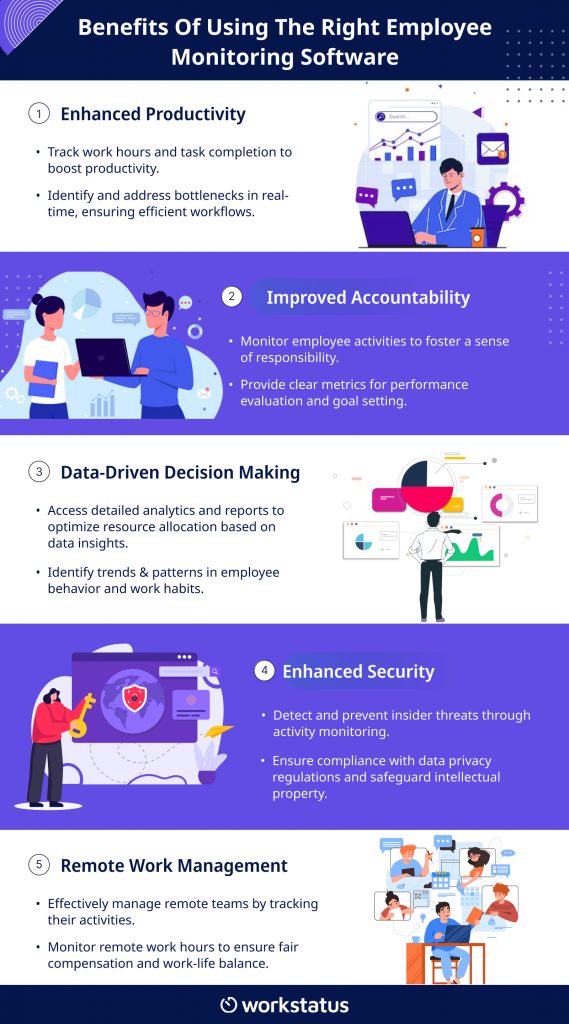 Benefits Of Using The Right Employee
Monitoring Software
1 Enhanced Productivity
• Track work hours and task completion to
boost productivity.
• Identify and address bottlenecks in real-
time, ensuring efficient workflows.
Search...
2 Improved Accountability
• Monitor employee activities to foster a sense
of responsibility.
• Provide clear metrics for performance
evaluation and goal setting.
3 Data-Driven Decision Making
• Access detailed analytics and reports to
optimize resource allocation based on
data insights.
• Identify trends & patterns in employee
behavior and work habits.
4 Enhanced Security
• Detect and prevent insider threats through
activity monitoring.
• Ensure compliance with data privacy
regulations and safeguard intellectual
property.
5 Remote Work Management
• Effectively manage remote teams by tracking
their activities.
• Monitor remote work hours to ensure fair
compensation and work-life balance.
workstatus